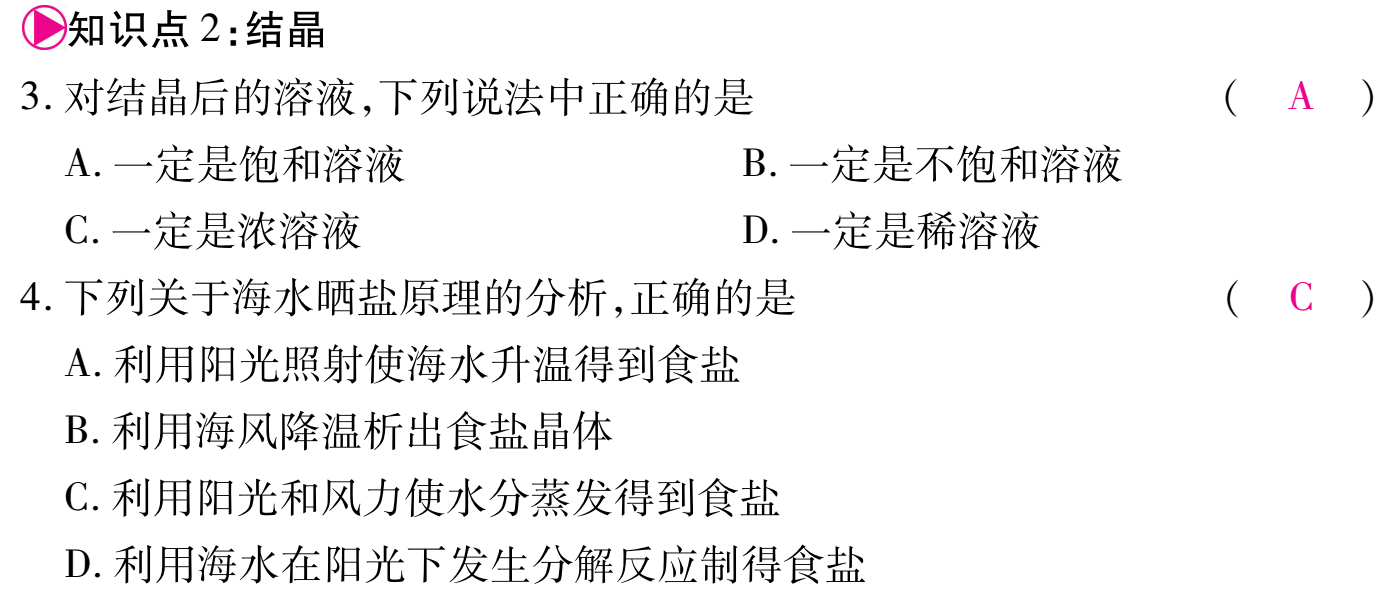 知识点 2:结晶
3. 对结晶后的溶液,下列说法中正确的是 ( A )
A. 一定是饱和溶液 B. 一定是不饱和溶液
C. 一定是浓溶液 D. 一定是稀溶液
4. 下列关于海水晒盐原理的分析,正确的是 ( C )
A. 利用阳光照射使海水升温得到食盐
B. 利用海风降温析出食盐晶体
C. 利用阳光和风力使水分蒸发得到食盐
D. 利用海水在阳光下发生分解反应制得食盐